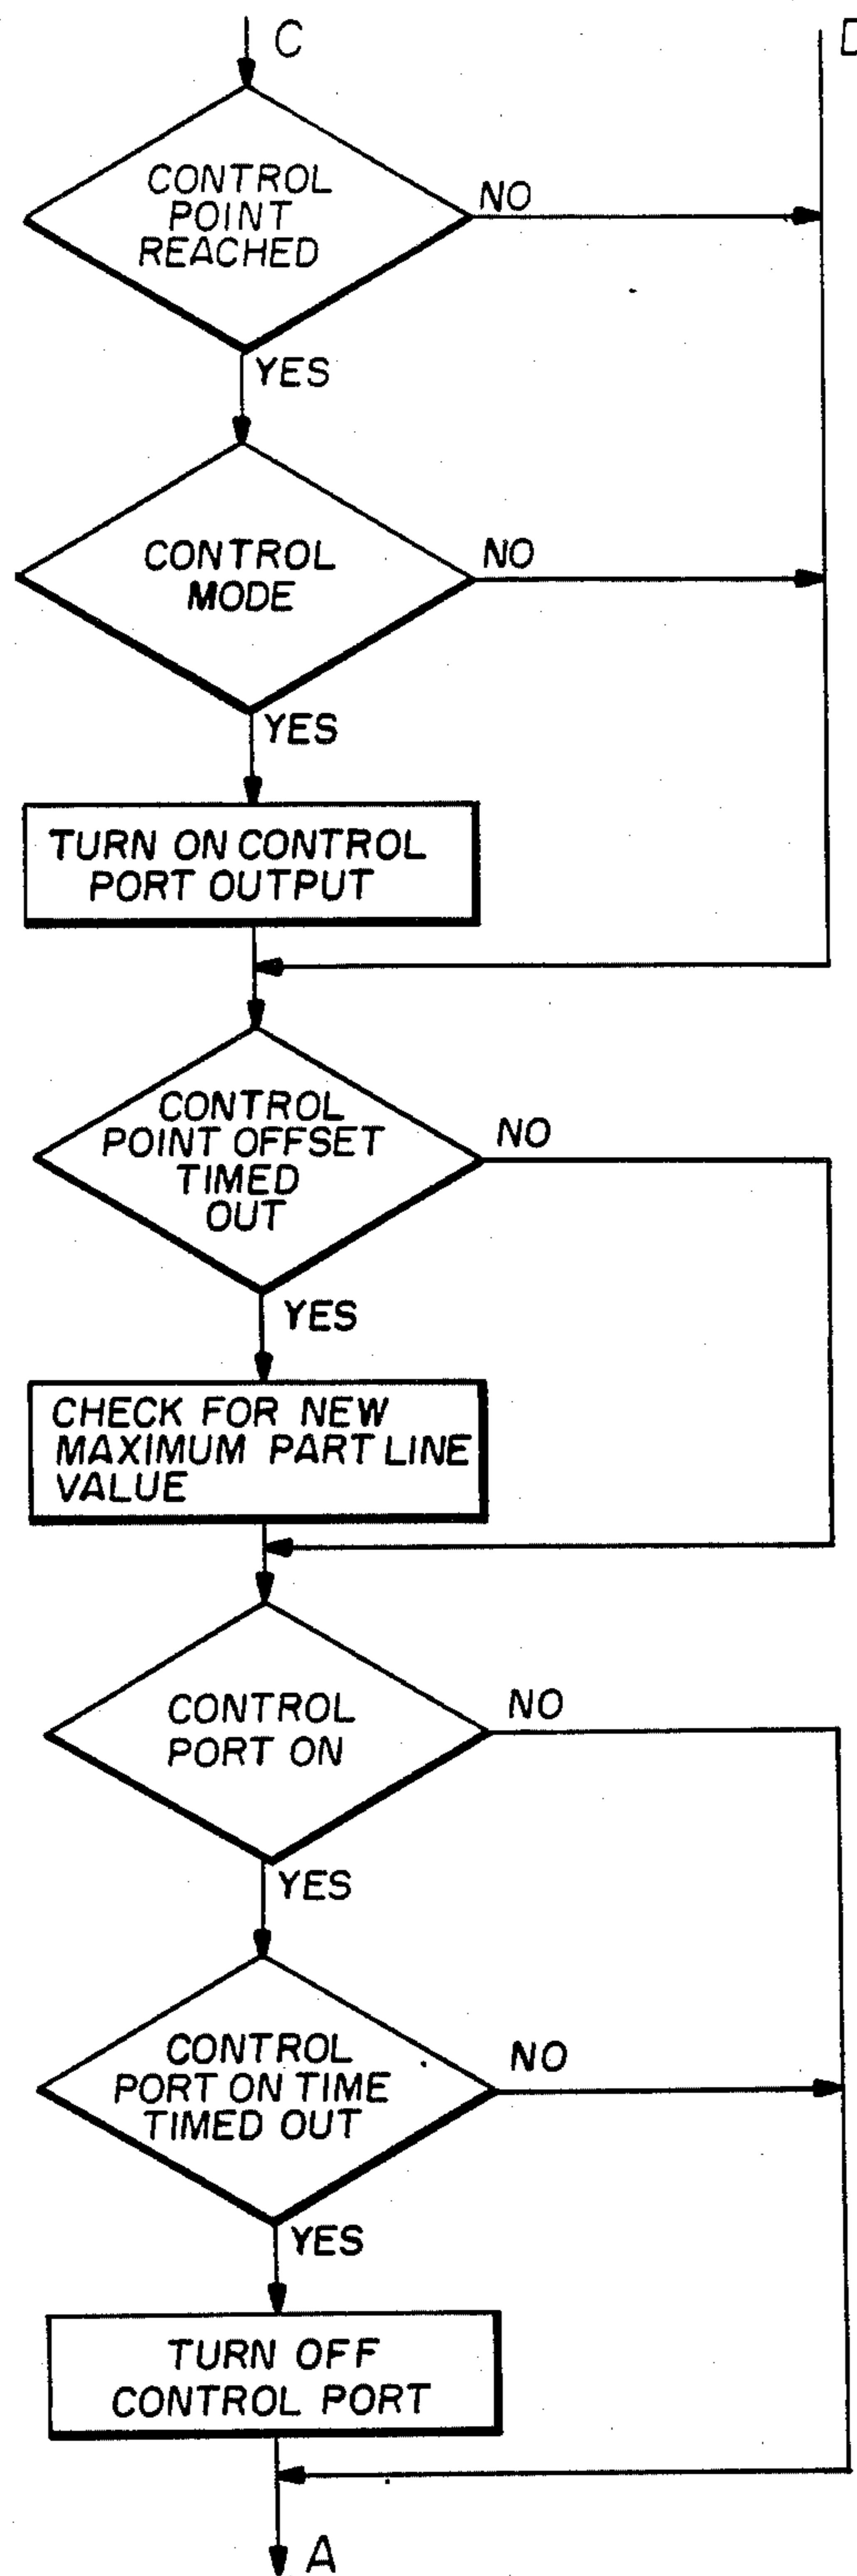 C
D
CONTROL
POINT
REACHED
NO
YES
CONTROL
MODE
NO
YES
TURN ON CONTROL
PORT OUTPUT
CONTROL
POINT OFFSET
TIMED
OUT
NO
YES
CHECK FOR NEW
MAXIMUM PART LINE
VALUE
CONTROL
PORT ON
NO
YES
CONTROL
PORT ON TIME
TIMED OUT
NO
YES
TURN OFF
CONTROL PORT
A